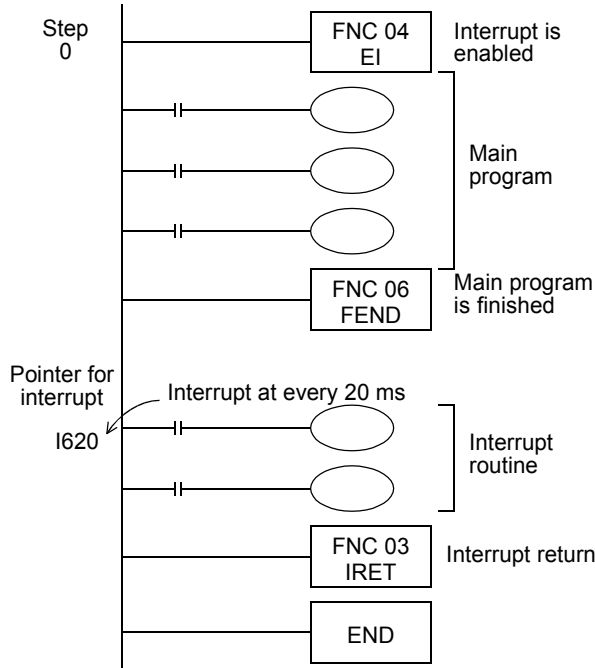 Step
0
FNC 04
EI
Interrupt is
enabled
Main
program
FNC 06
FEND
Main program
is finished
Pointer for
interrupt
Interrupt at every 20 ms
I620
Interrupt
routine
FNC 03
IRET
Interrupt return
END